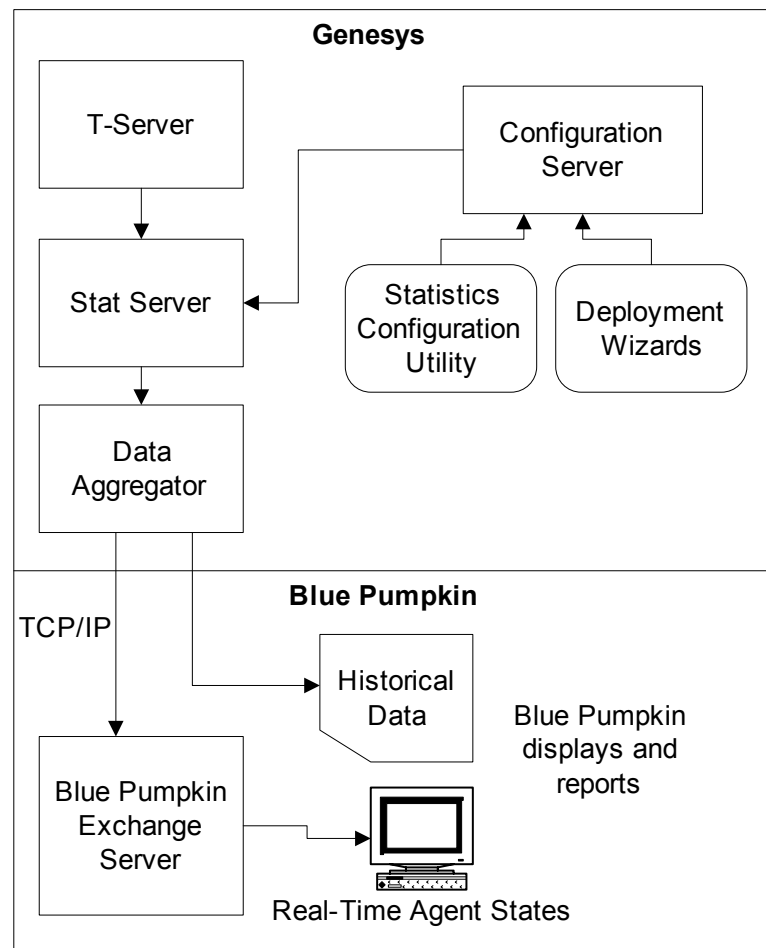 Genesys
T-Server
Configuration
Server
Stat Server
Statistics
Configuration
Utility
Deployment
Wizards
Data
Aggregator
Blue Pumpkin
TCP/IP
Historical
Data
Blue Pumpkin
displays and
reports
Blue Pumpkin
Exchange
Server
Real-Time Agent States